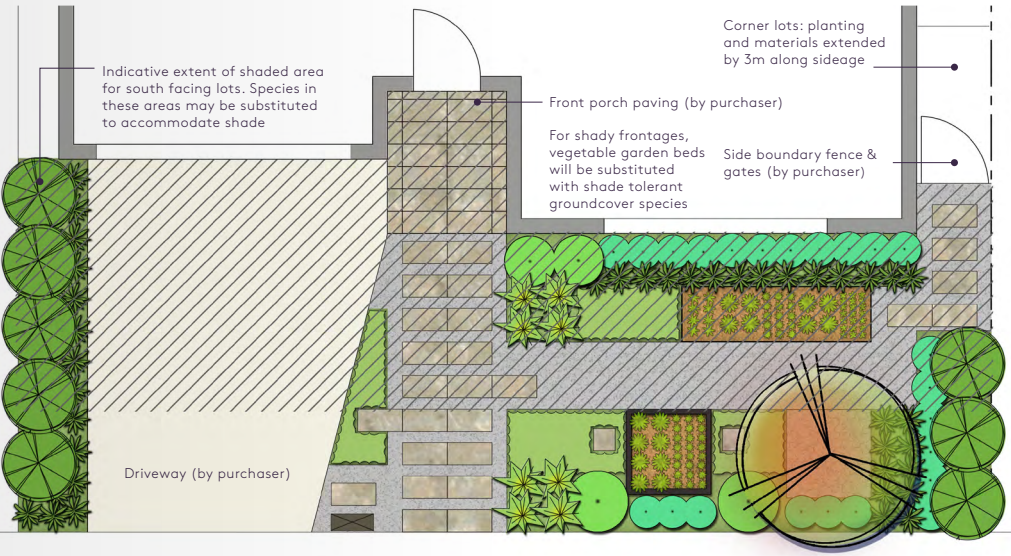 Indicative extent of shaded area
for south facing lots. Species in
these areas may be substituted
to accommodate shade
Corner lots: planting
and materials extended
by 3m along sideage
Front porch paving (by purchaser)
For shady frontages,
vegetable garden beds
will be substituted
with shade tolerant
groundcover species
Side boundary fence &
gates (by purchaser)
Driveway (by purchaser)